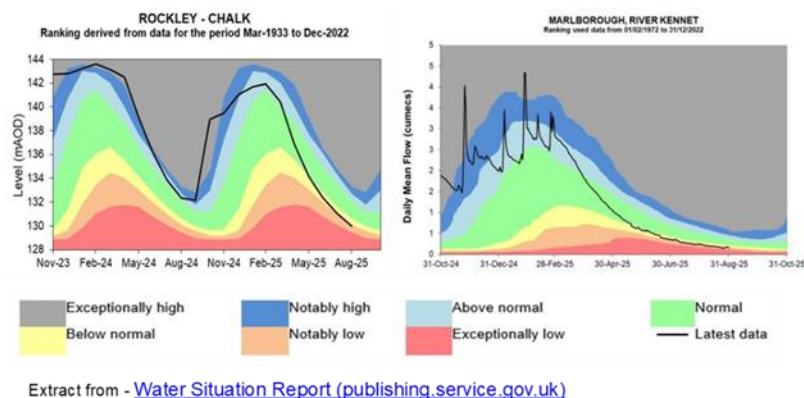 ROCKLEY - CHALK
Ranking derived from data for the period Mar-1933 to Dec-2022
Level (mAOD)
144
142
140
138
136
134
132
130
128
Nov-23 Feb-24 May-24 Aug-24 Nov-24 Feb-25 May-25 Aug-25
MARLBOROUGH, RIVER KENNET
Ranking used data from 01/02/1972 to 31/12/2022
Daily Mean Flow (cumecs)
5
5
4
4
3
3
2
2
1
1
0
31-Oct-24 31-Dec-24 28-Feb-25 30-Apr-25 30-Jun-25 31-Aug-25 31-Oct-25
Exceptionally high
Notably high
Above normal
Normal
Below normal
Notably low
Exceptionally low
Latest data
Extract from - Water Situation Report (publishing.service.gov.uk)